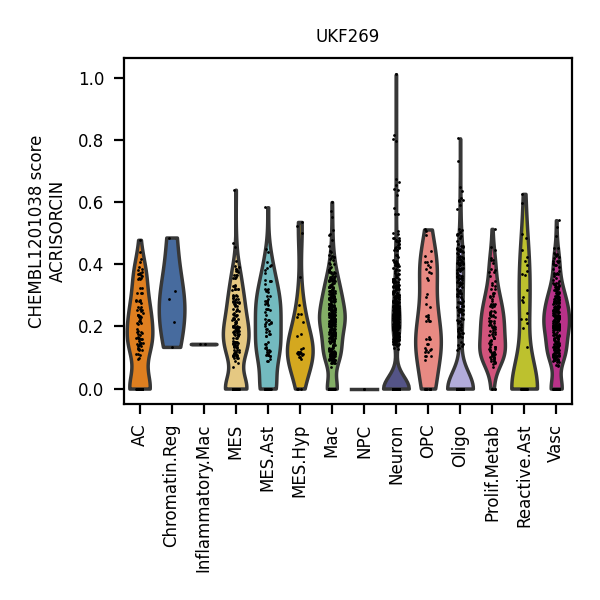 UKF269
CHEMBL1201038 score
ACRISORCIN
1.0
0.8
0.6
0.4
0.2
0.0
AC
Chromatin.Reg
Inflammatory.Mac
MES
MES.Ast
MES.Hyp
Mac
NPC
Neuron
OPC
Oligo
Prolif.Metab
Reactive.Ast
Vasc